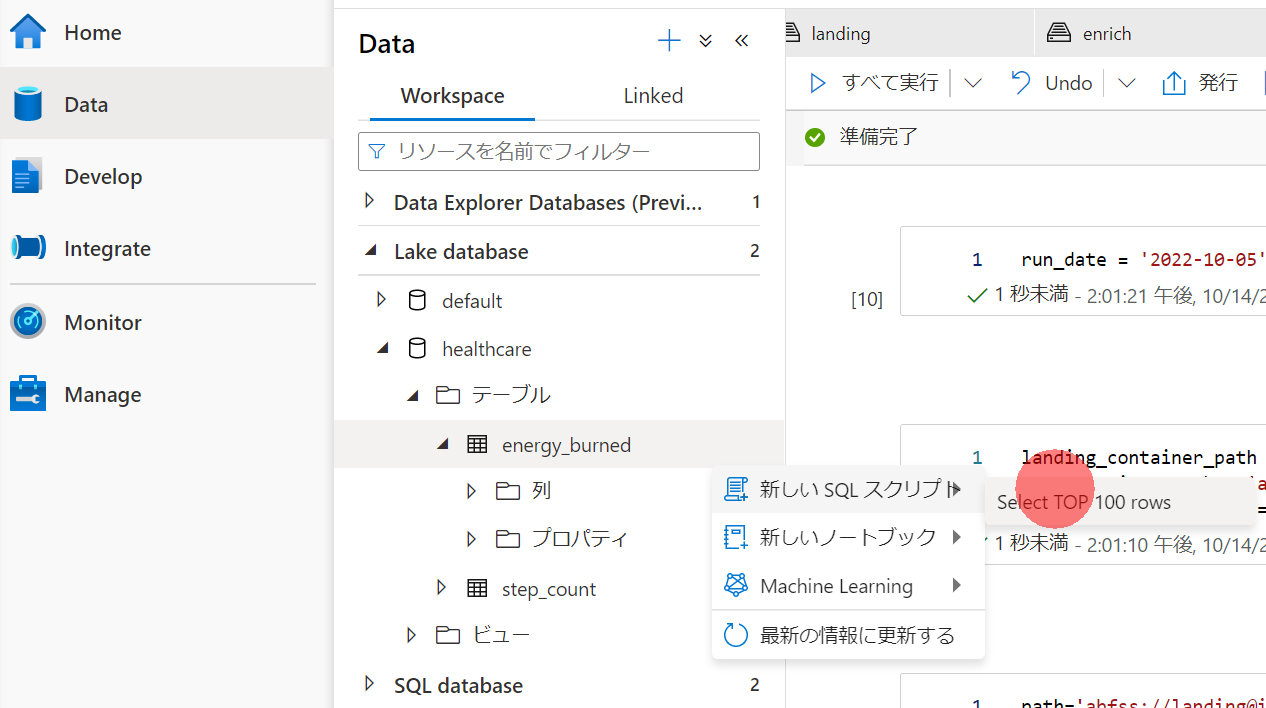 Home
Data
Develop
Integrate
Monitor
Manage
Data
Workspace
Linked
リソースを名前でフィルター
Data Explorer Databases (Previ... 1
Lake database 2
default
healthcare
テーブル
energy_burned
列
プロパティ
step_count
ビュー
SQL database 2
新しい SQL スクリプト
新しいノートブック
Machine Learning
最新の情報に更新する
Select TOP 100 rows
landing
enrich
すべて実行
Undo
発行
準備完了
1 run_date = '2022-10-05'
[10]
1 秒未満 - 2:01:21 午後, 10/14/2
1 landing_container_path
1 秒未満 - 2:01:10 午後, 10/14/2
1 path='abfss://landing@i